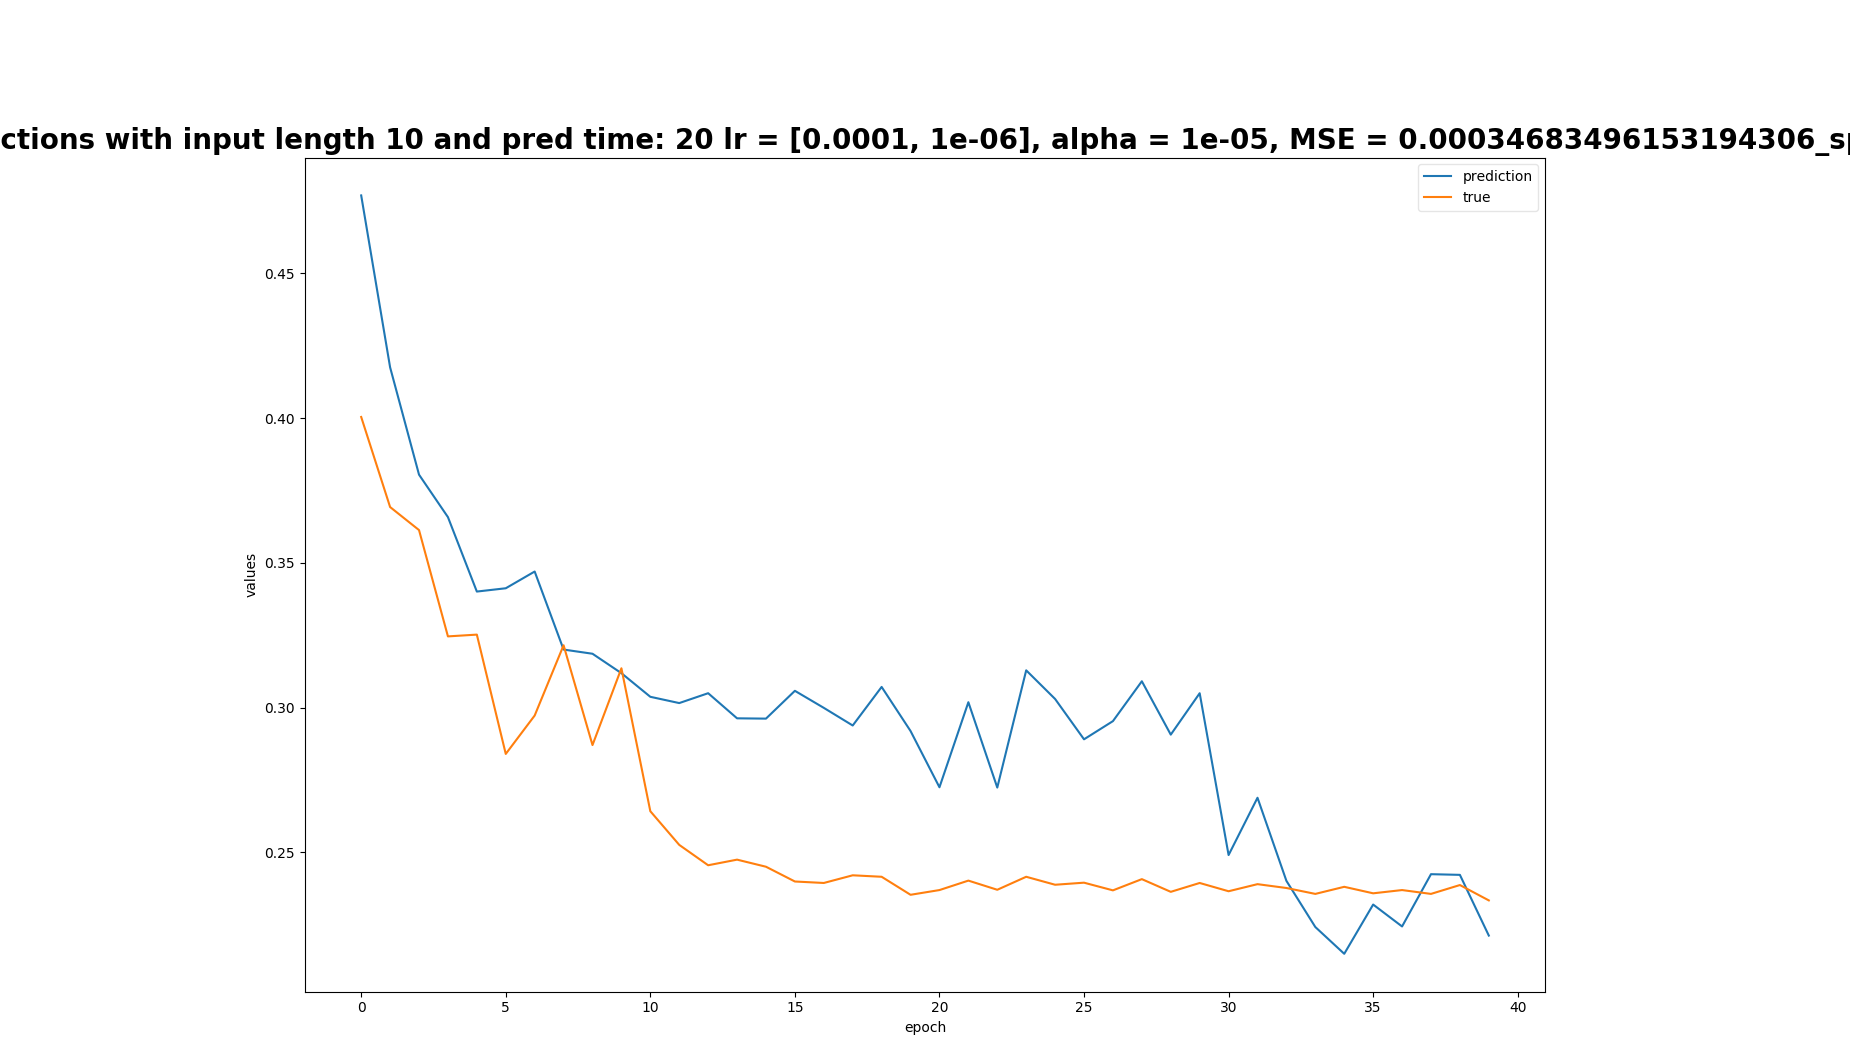 ctions with input length 10 and pred time: 20 lr = [0.0001, 1e-06], alpha = 1e-05, MSE = 0.00034683496153194306_sp
prediction
true
0.45
0.40
0.35
0.30
0.25
values
0 5 10 15 20 25 30 35 40
epoch